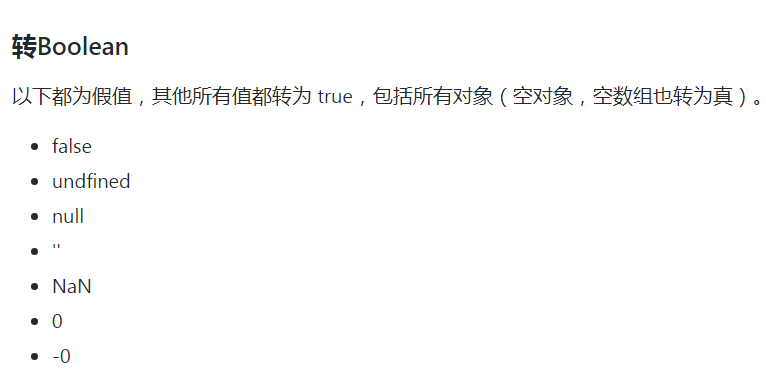 转Boolean
以下都为假值，其他所有值都转为 true，包括所有对象（空对象，空数组也转为真）。
false
undfined
null
''
NaN
0
-0